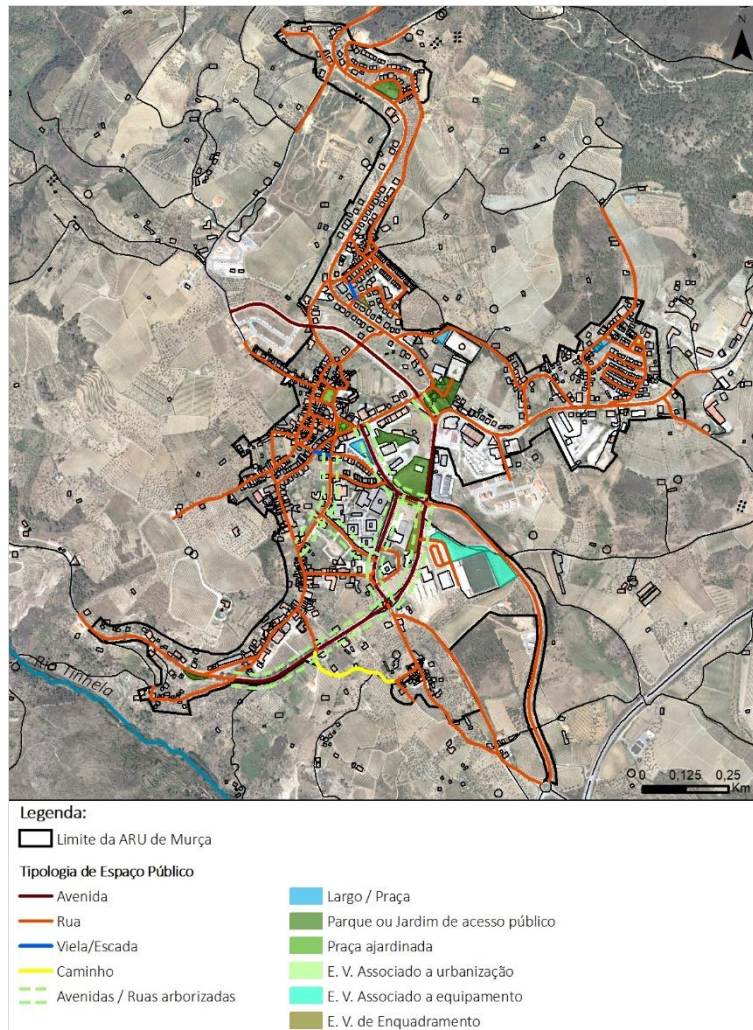 N
Rio Tinhela
0 0,125 0,25
Km
Legenda:
Limite da ARU de Murça
Tipologia de Espaço Público
Avenida
Rua
Viela/Escada
Caminho
Avenidas / Ruas arborizadas
Largo / Praça
Parque ou Jardim de acesso público
Praça ajardinada
E. V. Associado a urbanização
E. V. Associado a equipamento
E. V. de Enquadramento